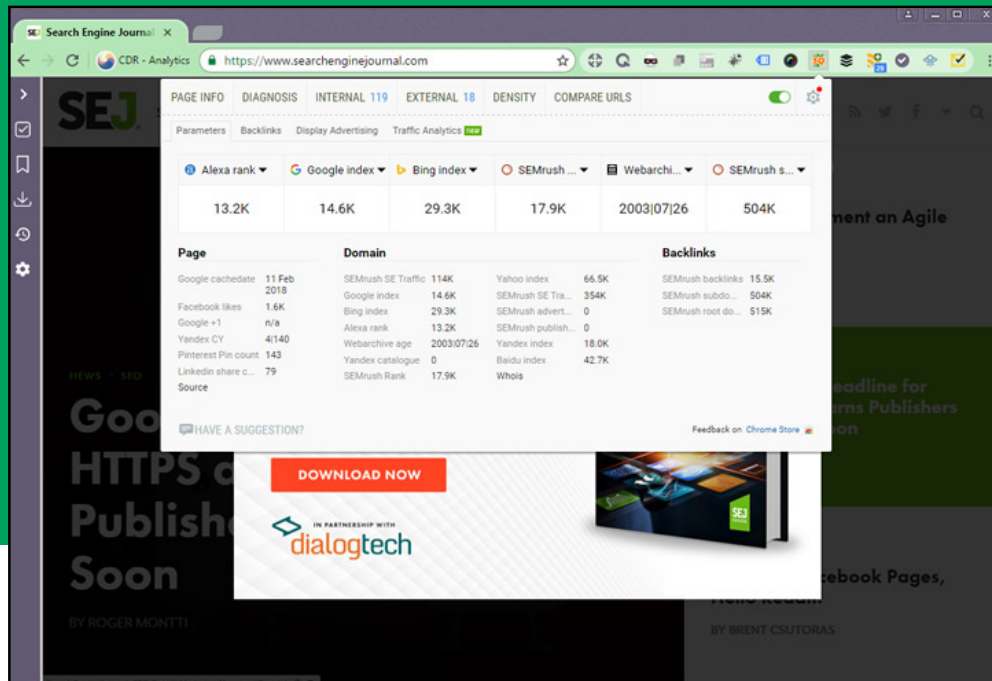 SEJ Search Engine Journal
CDR - Analytics
https://www.searchenginejournal.com
29
SEJ
PAGE INFO DIAGNOSIS INTERNAL 119 EXTERNAL 18 DENSITY COMPARE URLS
Parameters Backlinks Display Advertising Traffic Analytics new
Alexa rank Google index Bing index SEMrush ... Webarchi... SEMrush s...
13.2K 14.6K 29.3K 17.9K 2003|07|26 504K
Page Domain Backlinks
Google cachedate 11 Feb 2018
Facebook likes 1.6K
Google +1 n/a
Yandex CY 4|140
Pinterest Pin count 143
Linkedin share c... 79
Source
SEMrush SE Traffic 114K
Google index 14.6K
Bing index 29.3K
Alexa rank 13.2K
Webarchive age 2003|07|26
Yandex catalogue 0
SEMrush Rank 17.9K
Yahoo index 66.5K
SEMrush SE Tra... 354K
SEMrush advert... 0
SEMrush publish... 0
Yandex index 18.0K
Baidu index 42.7K
Whois
SEMrush backlinks 15.5K
SEMrush subdo... 504K
SEMrush root do... 515K
HAVE A SUGGESTION?
Feedback on Chrome Store
ment an Agile
NEWS · SEO
Goo
HTTPS
Publish
Soon
BY ROGER MONTTI
DOWNLOAD NOW
IN PARTNERSHIP WITH
dialogtech
SEJ
eadline for
arns Publishers
oon
cebook Pages,
BY BRENT CSUTORAS